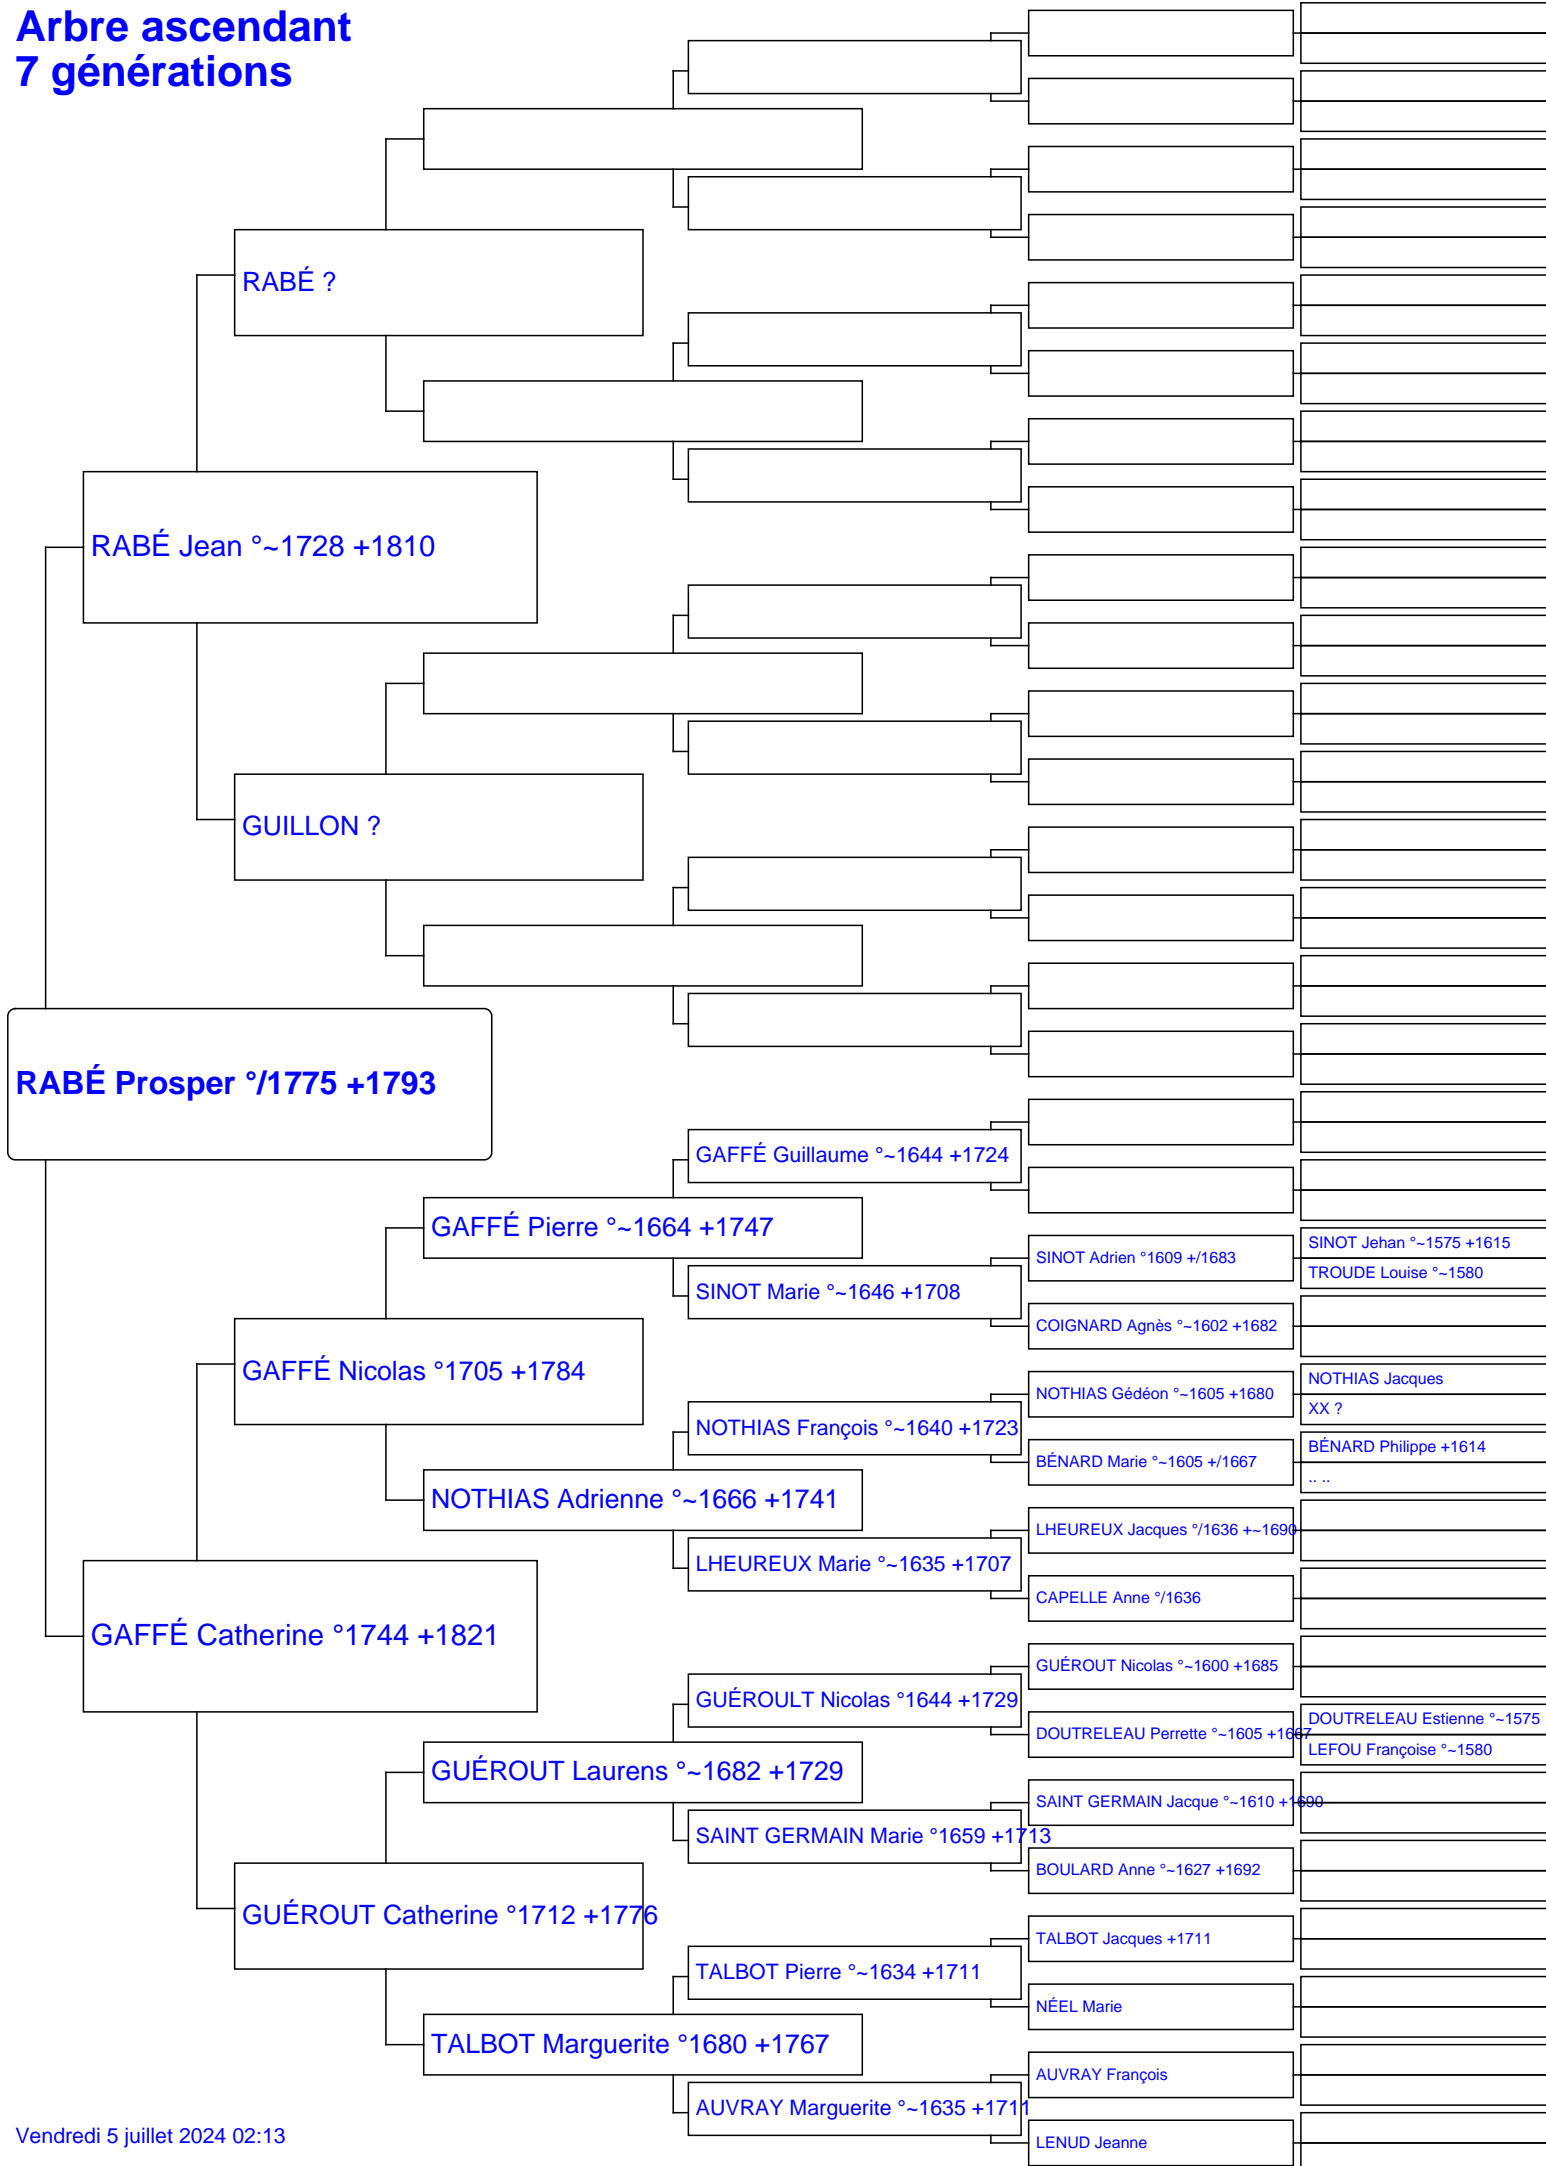 Arbre ascendant
7 générations
RABÉ ?
RABÉ Jean °~1728 +1810
GUILLON ?
RABÉ Prosper °/1775 +1793
GAFFÉ Guillaume °~1644 +1724
GAFFÉ Pierre °~1664 +1747
SINOT Jehan °~1575 +1615
SINOT Adrien °1609 +/1683
TROUDE Louise °~1580
SINOT Marie °~1646 +1708
COIGNARD Agnès °~1602 +1682
GAFFÉ Nicolas °1705 +1784
NOTHIAS Jacques
NOTHIAS Gédéon °~1605 +1680
XX ?
NOTHIAS François °~1640 +1723
BÉNARD Philippe +1614
BÉNARD Marie °~1605 +/1667
.. ..
NOTHIAS Adrienne °~1666 +1741
LHEUREUX Jacques °/1636 +~1690
LHEUREUX Marie °~1635 +1707
CAPELLE Anne °/1636
GAFFÉ Catherine °1744 +1821
GUÉROUT Nicolas °~1600 +1685
GUÉROULT Nicolas °1644 +1729
DOUTRELEAU Estienne °~1575
DOUTRELEAU Perrette °~1605 +1667
LEFOU Françoise °~1580
GUÉROUT Laurens °~1682 +1729
SAINT GERMAIN Jacque °~1610 +1690
SAINT GERMAIN Marie °1659 +1713
BOULARD Anne °~1627 +1692
GUÉROUT Catherine °1712 +1776
TALBOT Jacques +1711
TALBOT Pierre °~1634 +1711
NÉEL Marie
TALBOT Marguerite °1680 +1767
AUVRAY François
AUVRAY Marguerite °~1635 +1711
LENUD Jeanne
Vendredi 5 juillet 2024 02:13